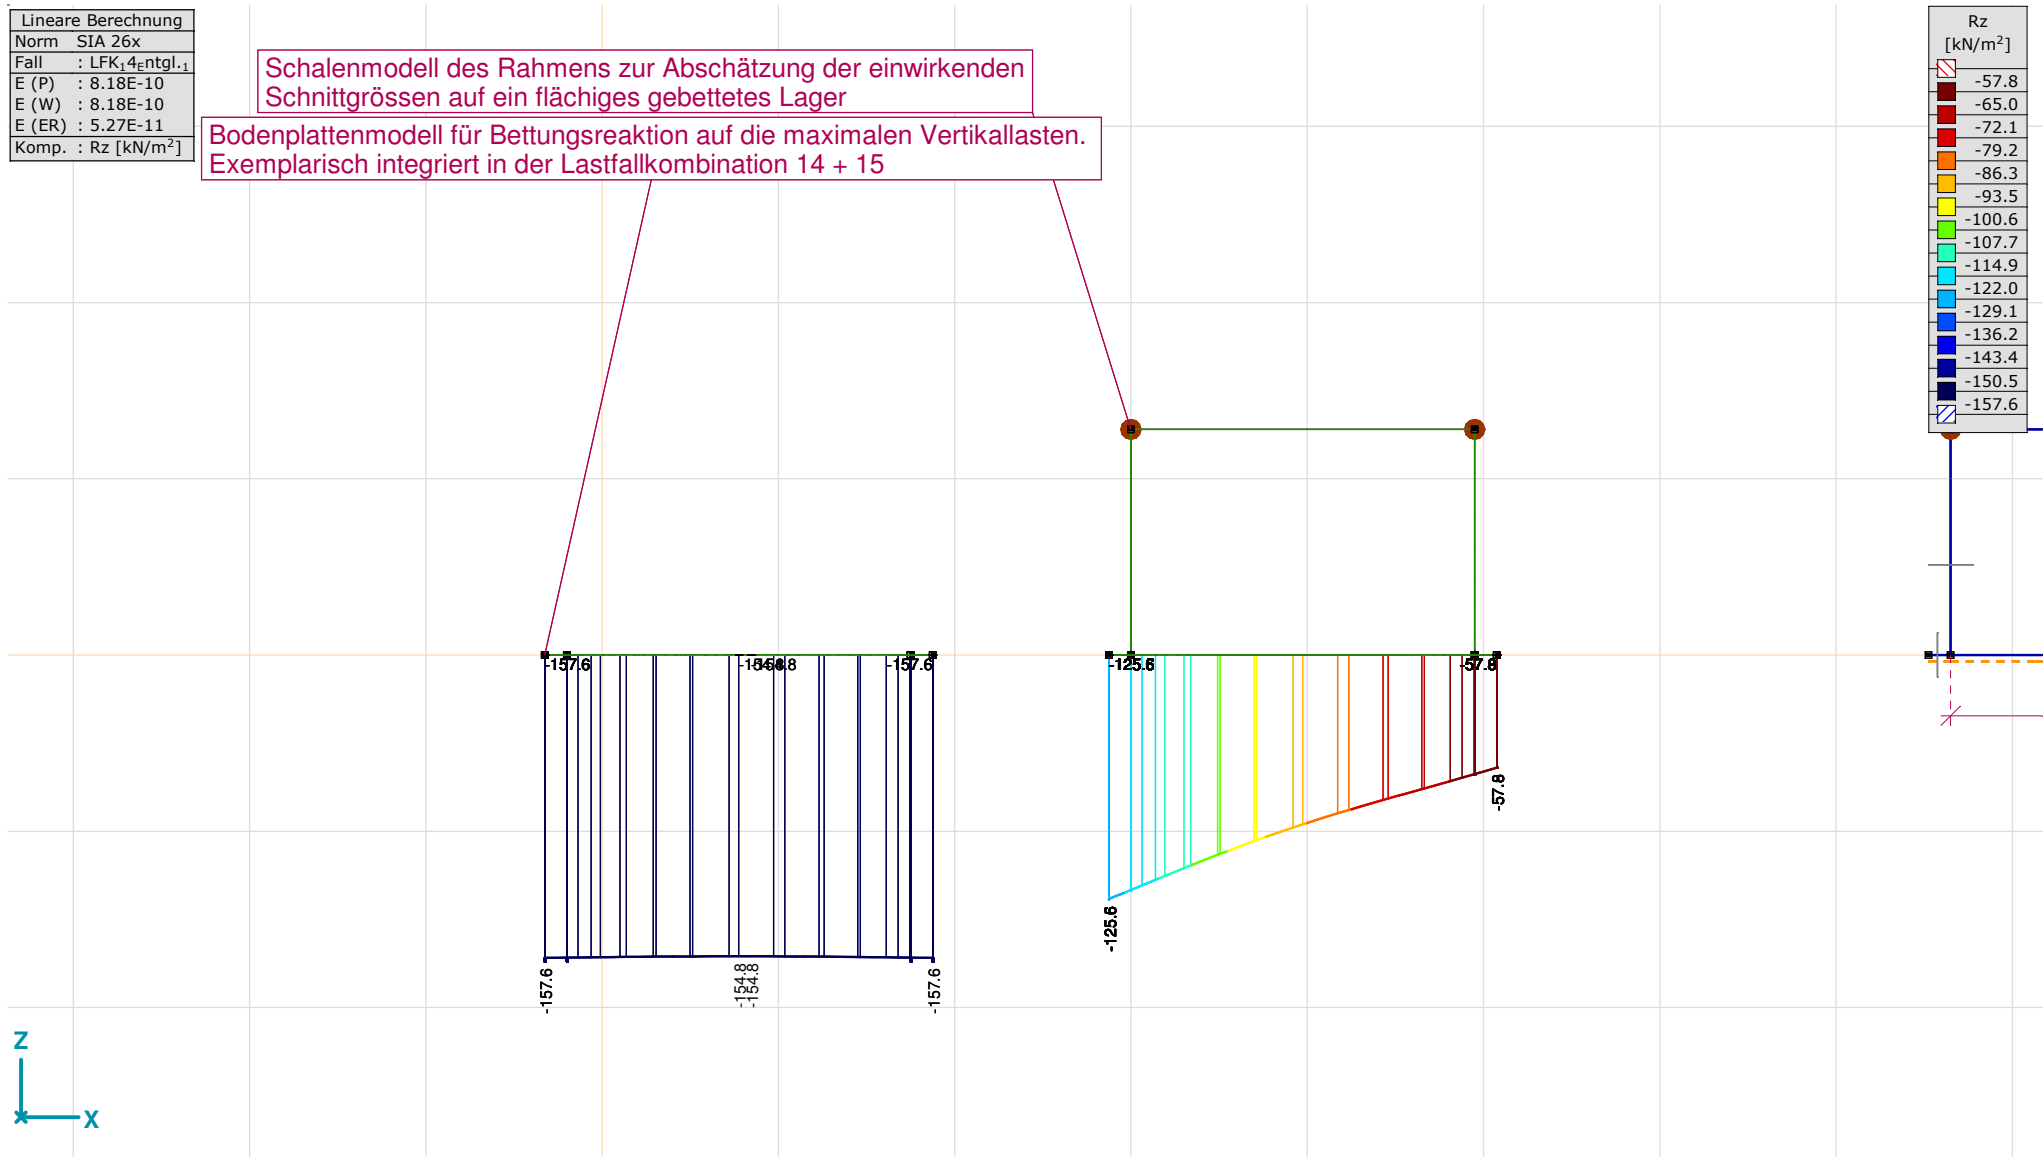 Lineare Berechnung
Norm SIA 26x
Fall : LFK₁4ₑntgl.₁
E (P) : 8.18E-10
E (W) : 8.18E-10
E (ER) : 5.27E-11
Komp. : Rz [kN/m²]
Schalenmodell des Rahmens zur Abschätzung der einwirkenden
Schnittgrössen auf ein flächiges gebettetes Lager
Bodenplattenmodell für Bettungsreaktion auf die maximalen Vertikallasten.
Exemplarisch integriert in der Lastfallkombination 14 + 15
Rz
[kN/m²]
-57.8
-65.0
-72.1
-79.2
-86.3
-93.5
-100.6
-107.7
-114.9
-122.0
-129.1
-136.2
-143.4
-150.5
-157.6
-157.6
-154.8
-157.6
-125.6
-57.8
-157.6
-154.8
-154.8
-157.6
-125.6
-57.8
Z
X